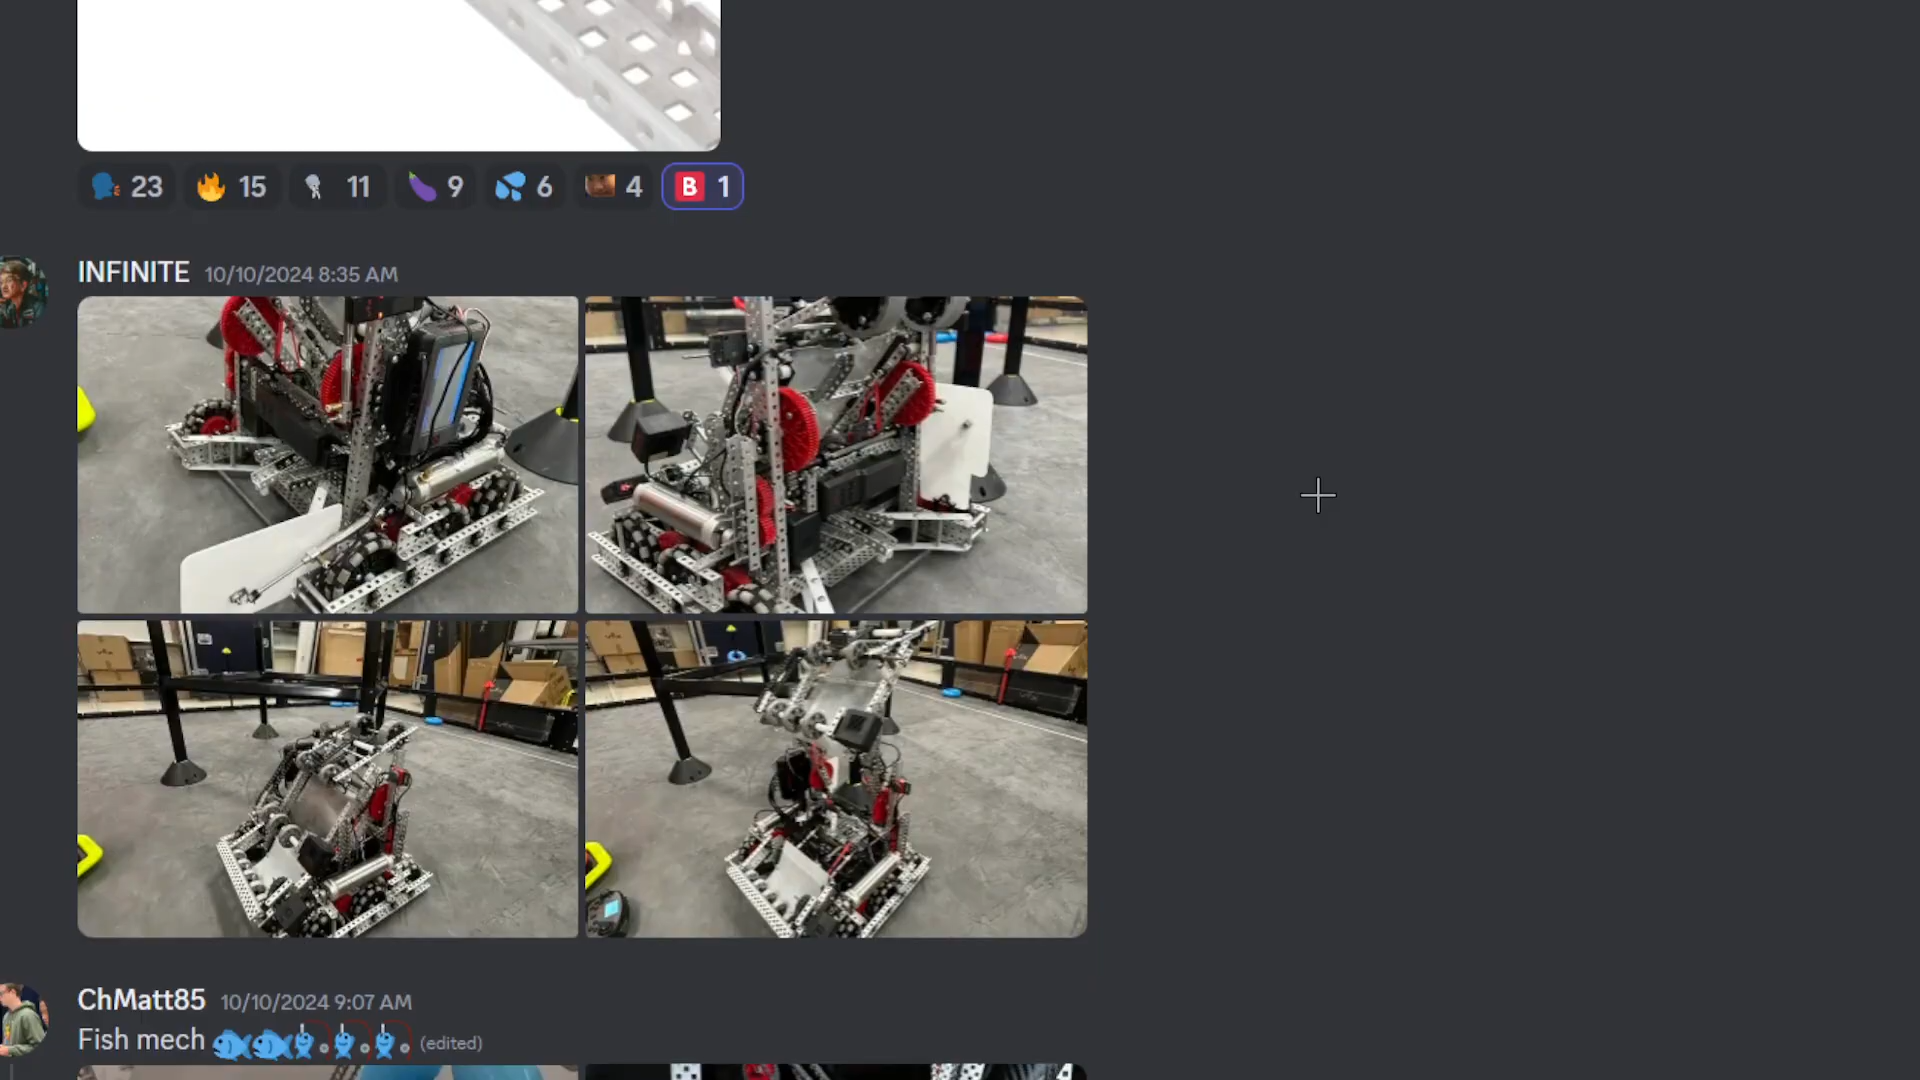 23 15 11 9 6 4 B 1
INFINITE 10/10/2024 8:35 AM
ChMatt85 10/10/2024 9:07 AM
Fish mech (edited)